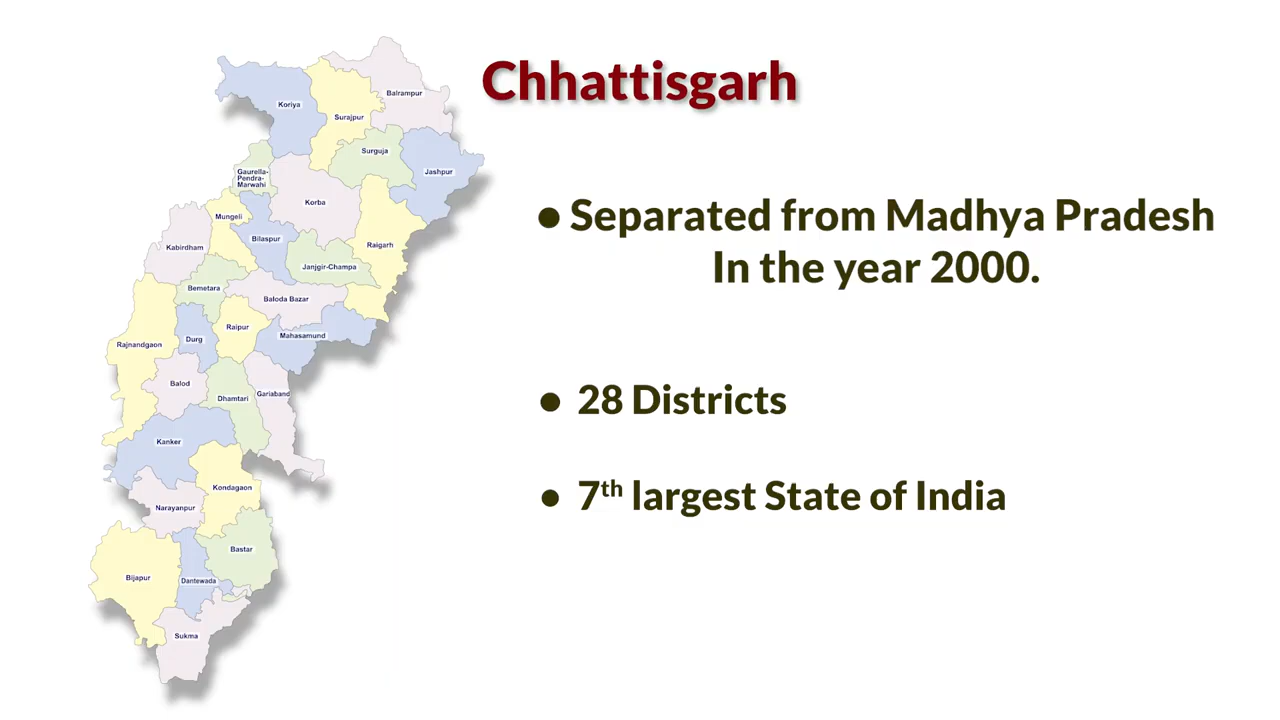 Chhattisgarh
Balrampur
Koriya
Surajpur
Surguja
Jashpur
Gaurella-
Pendra-
Marwahi
Korba
Mungeli
Bilaspur
Raigarh
Kabirdham
Janjgir-Champa
Bemetara
Baloda Bazar
Raipur
Mahasamund
Durg
Rajnandgaon
Balod
Gariaband
Dhamtari
Kanker
Kondagaon
Narayanpur
Bastar
Bijapur
Dantewada
Sukma
● Separated from Madhya Pradesh
In the year 2000.
● 28 Districts
● 7th largest State of India